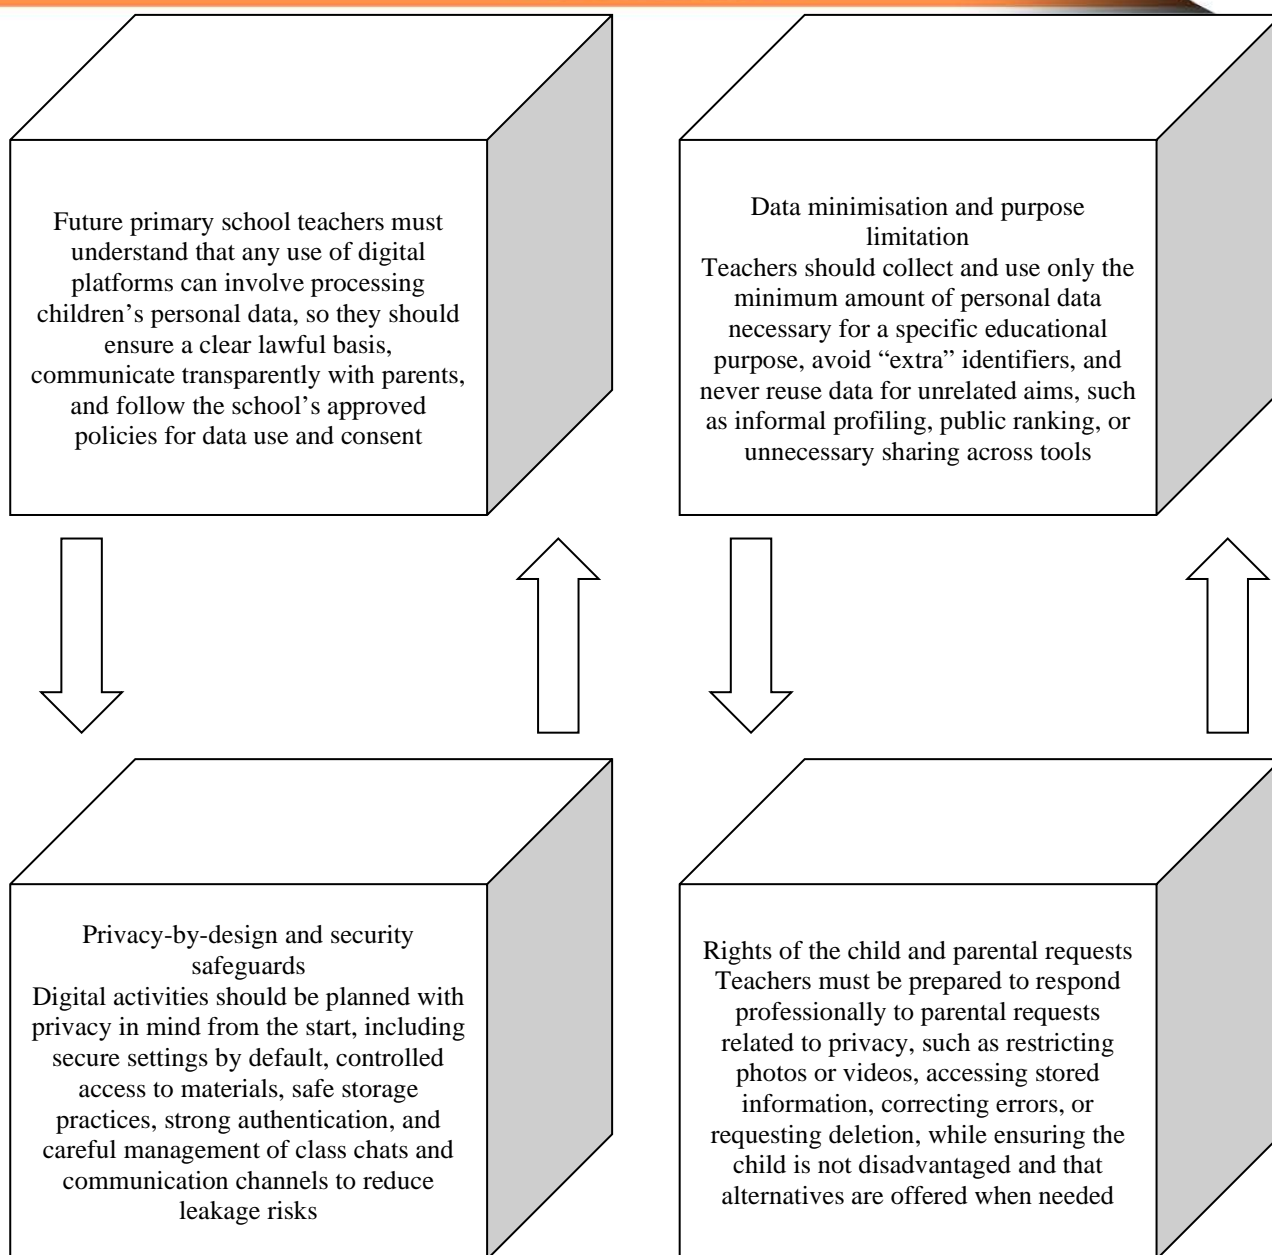 Future primary school teachers must
understand that any use of digital
platforms can involve processing
children’s personal data, so they should
ensure a clear lawful basis,
communicate transparently with parents,
and follow the school’s approved
policies for data use and consent
Data minimisation and purpose
limitation
Teachers should collect and use only the
minimum amount of personal data
necessary for a specific educational
purpose, avoid “extra” identifiers, and
never reuse data for unrelated aims, such
as informal profiling, public ranking, or
unnecessary sharing across tools
Privacy-by-design and security
safeguards
Digital activities should be planned with
privacy in mind from the start, including
secure settings by default, controlled
access to materials, safe storage
practices, strong authentication, and
careful management of class chats and
communication channels to reduce
leakage risks
Rights of the child and parental requests
Teachers must be prepared to respond
professionally to parental requests
related to privacy, such as restricting
photos or videos, accessing stored
information, correcting errors, or
requesting deletion, while ensuring the
child is not disadvantaged and that
alternatives are offered when needed